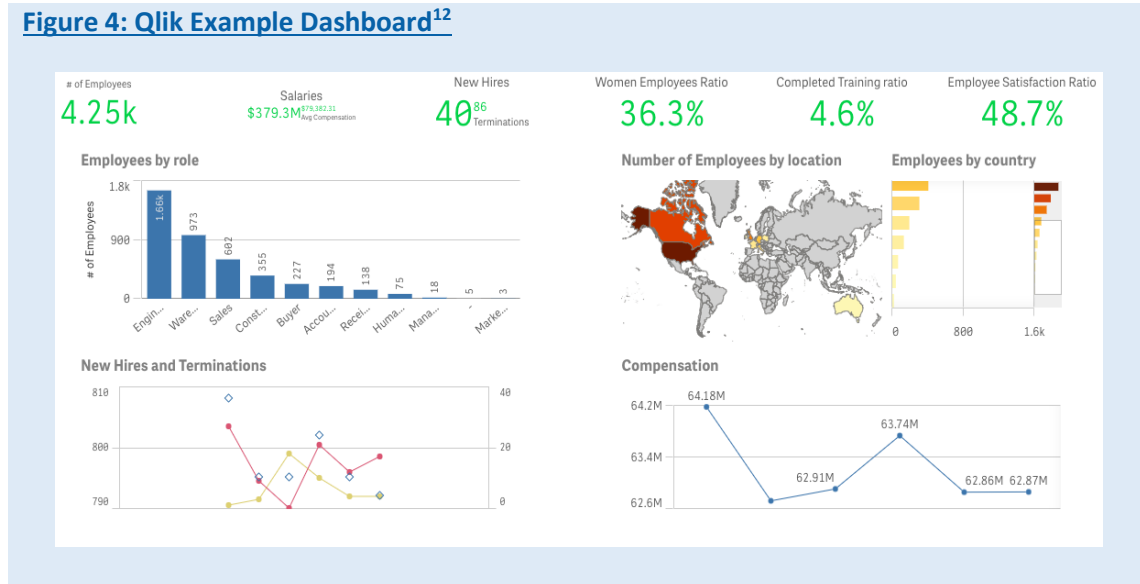 Figure 4: Qlik Example Dashboard12
# of Employees
4.25k
Salaries
$379.3M
$79,382.31
Avg Compensation
New Hires
40
86
Terminations
Women Employees Ratio
36.3%
Completed Training ratio
4.6%
Employee Satisfaction Ratio
48.7%
Employees by role
# of Employees
1.8k
900
0
1.66k
973
602
355
227
194
138
75
18
5
3
Engin...
Ware...
Sales
Const...
Buyer
Accou...
Recei...
Huma...
Mana...
-
Marke...
Number of Employees by location
Employees by country
0
800
1.6k
New Hires and Terminations
810
800
790
40
20
0
Compensation
64.2M
63.4M
62.6M
64.18M
62.91M
63.74M
62.86M
62.87M